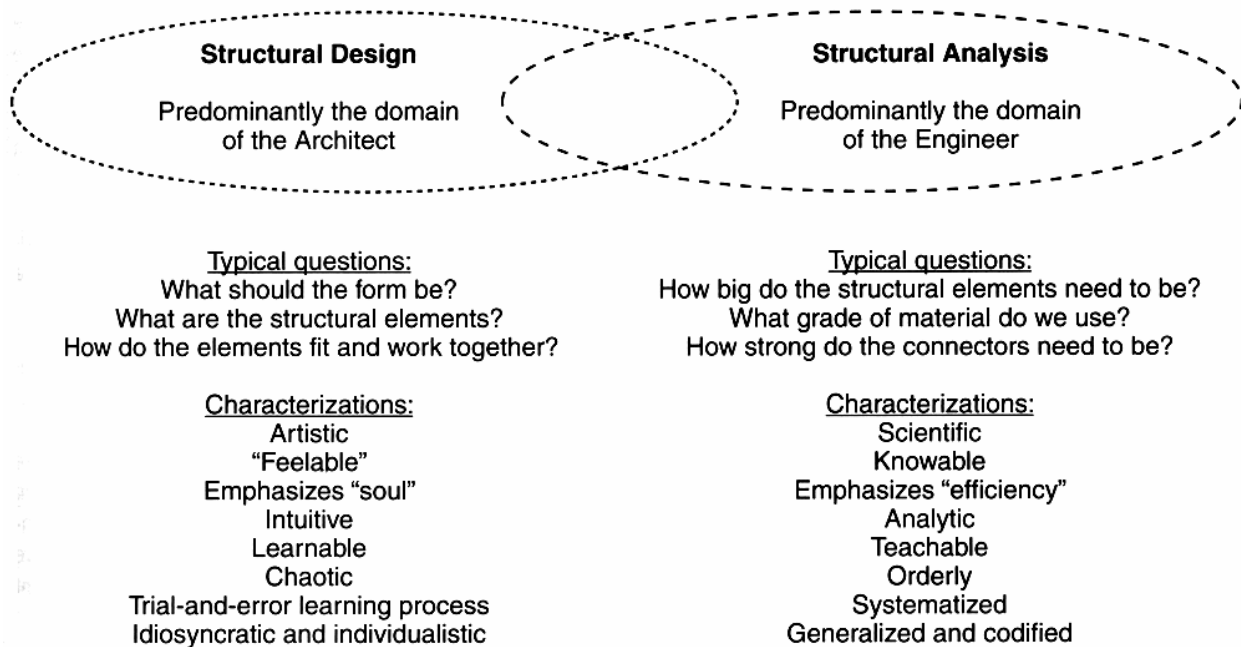 Structural Design
Predominantly the domain
of the Architect
Structural Analysis
Predominantly the domain
of the Engineer
Typical questions:
What should the form be?
What are the structural elements?
How do the elements fit and work together?
Characterizations:
Artistic
“Feelable”
Emphasizes “soul”
Intuitive
Learnable
Chaotic
Trial-and-error learning process
Idiosyncratic and individualistic
Typical questions:
How big do the structural elements need to be?
What grade of material do we use?
How strong do the connectors need to be?
Characterizations:
Scientific
Knowable
Emphasizes “efficiency”
Analytic
Teachable
Orderly
Systematized
Generalized and codified